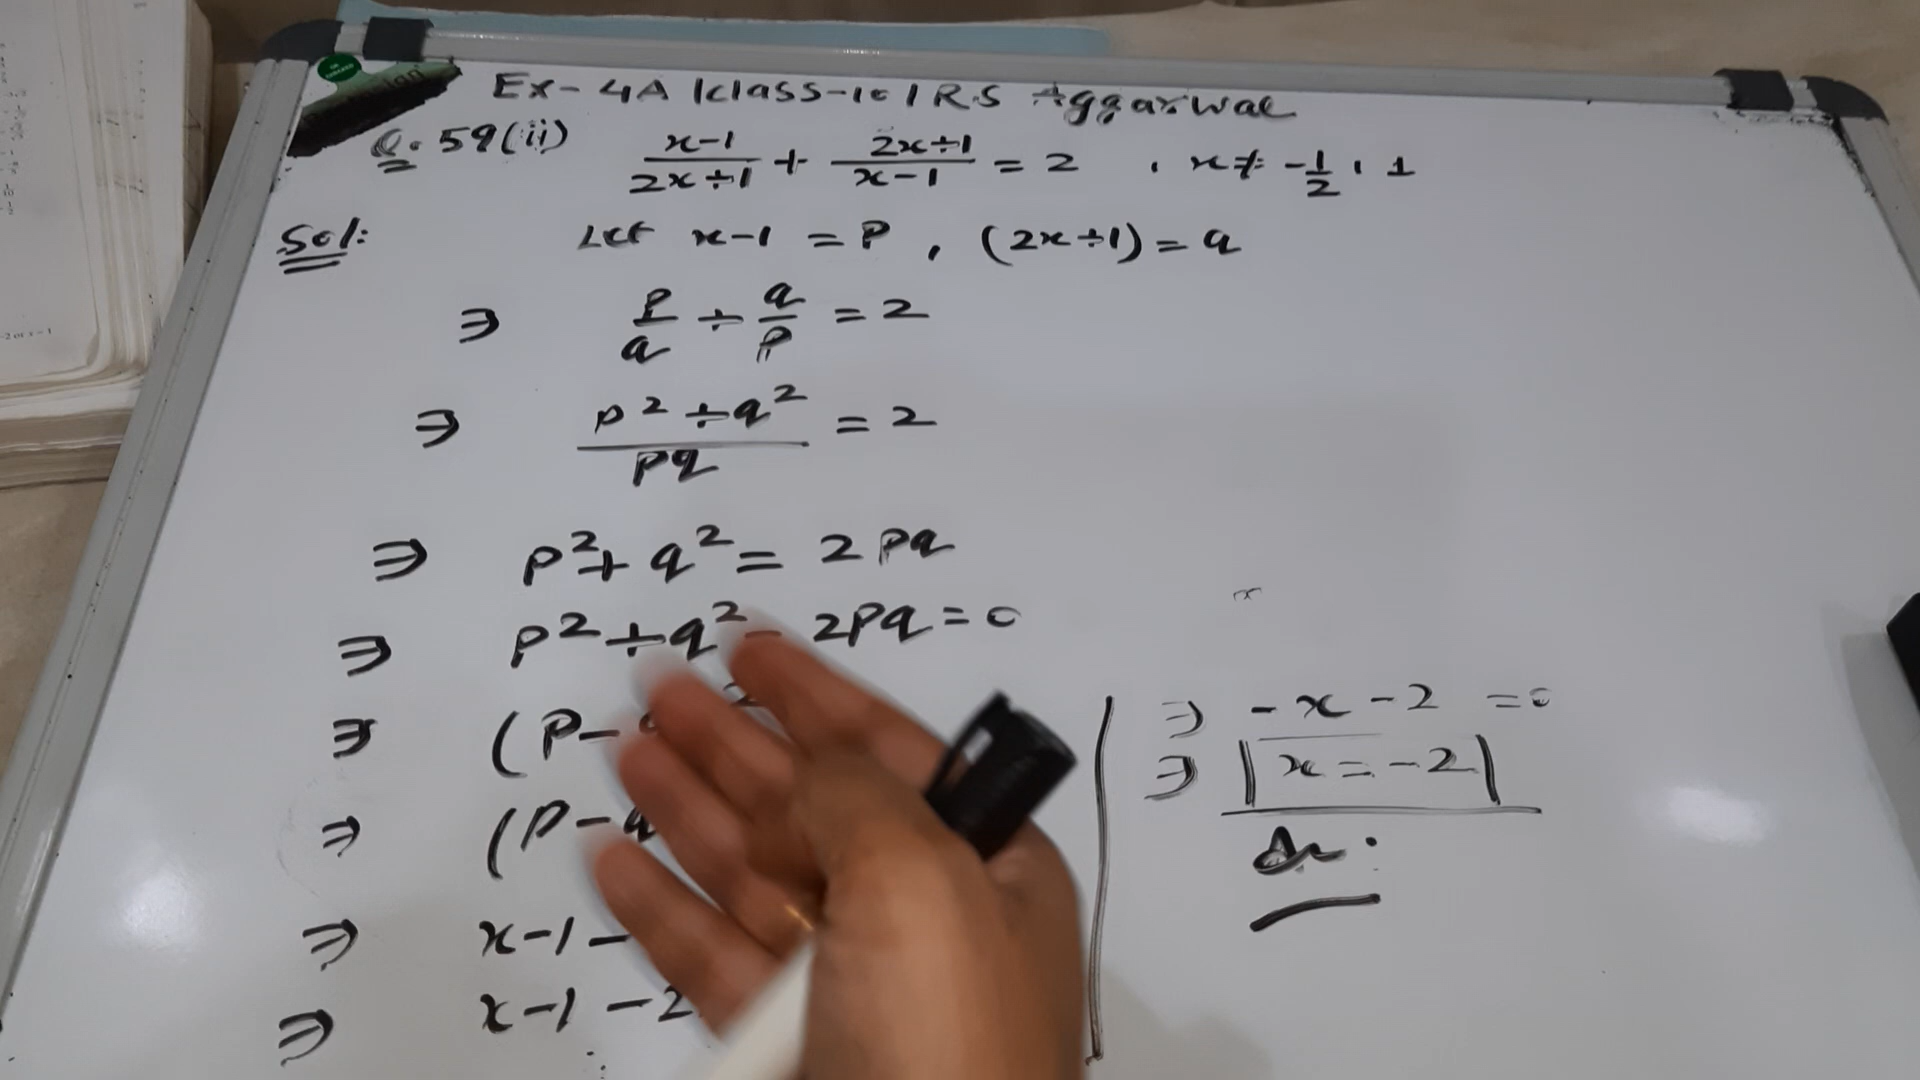 Ex-4A |class-10| RS Aggarwal
Q. 59(ii) x-1/2x+1 + 2x+1/x-1 = 2 , x ≠ -1/2, 1
Sol: Let x-1 = P , (2x+1) = q
⇒ P/q + q/P = 2
⇒ p²+q²/pq = 2
⇒ p²+q² = 2pq
⇒ p²+q²-2pq=0
⇒ (P-
⇒ (P-q
⇒ x-1-
⇒ x-1-2
⇒ -x-2 =0
⇒ x=-2